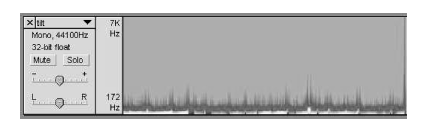 × tilt ▼
Mono, 44100Hz
32-bit float
Mute Solo
- +
L R
7K
Hz
172
Hz